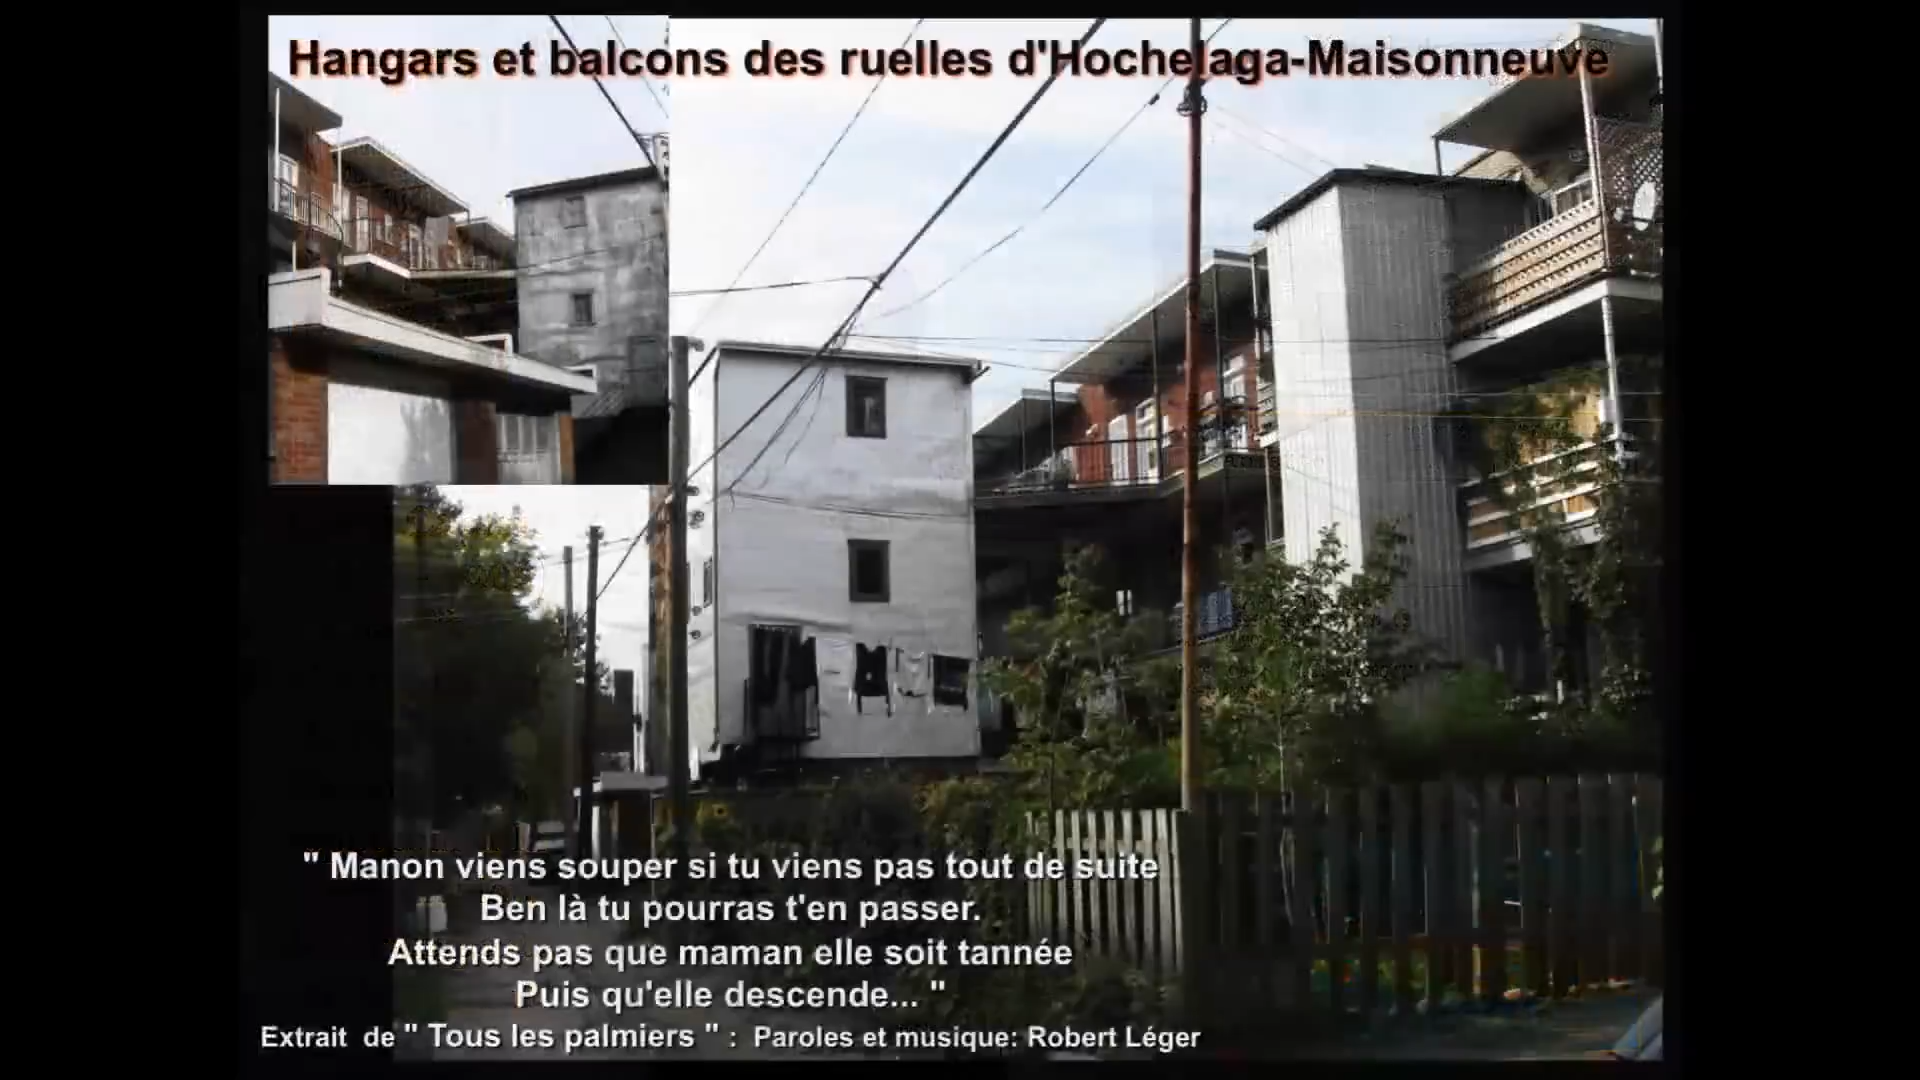 Hangars et balcons des ruelles d'Hochelaga-Maisonneuve
" Manon viens souper si tu viens pas tout de suite
Ben là tu pourras t'en passer.
Attends pas que maman elle soit tannée
Puis qu'elle descende... "
Extrait de " Tous les palmiers " : Paroles et musique: Robert Léger